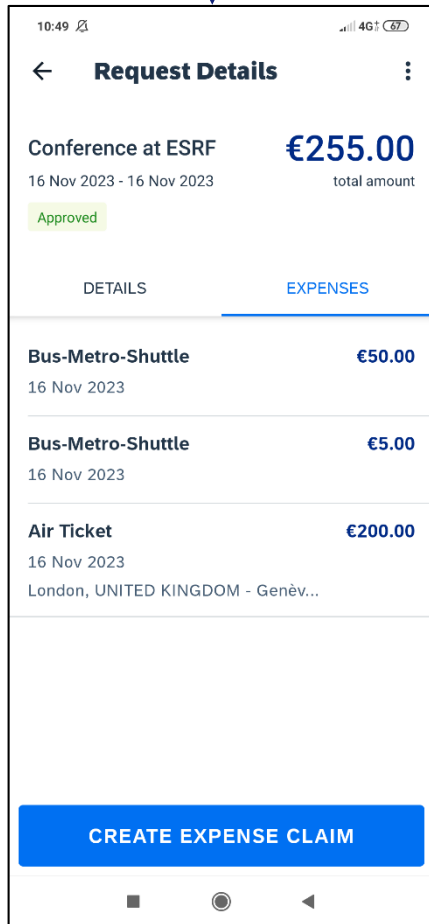 10:49 4G 67
Request Details
Conference at ESRF €255.00
16 Nov 2023 - 16 Nov 2023 total amount
Approved
DETAILS EXPENSES
Bus-Metro-Shuttle €50.00
16 Nov 2023
Bus-Metro-Shuttle €5.00
16 Nov 2023
Air Ticket €200.00
16 Nov 2023
London, UNITED KINGDOM - Genèv...
CREATE EXPENSE CLAIM